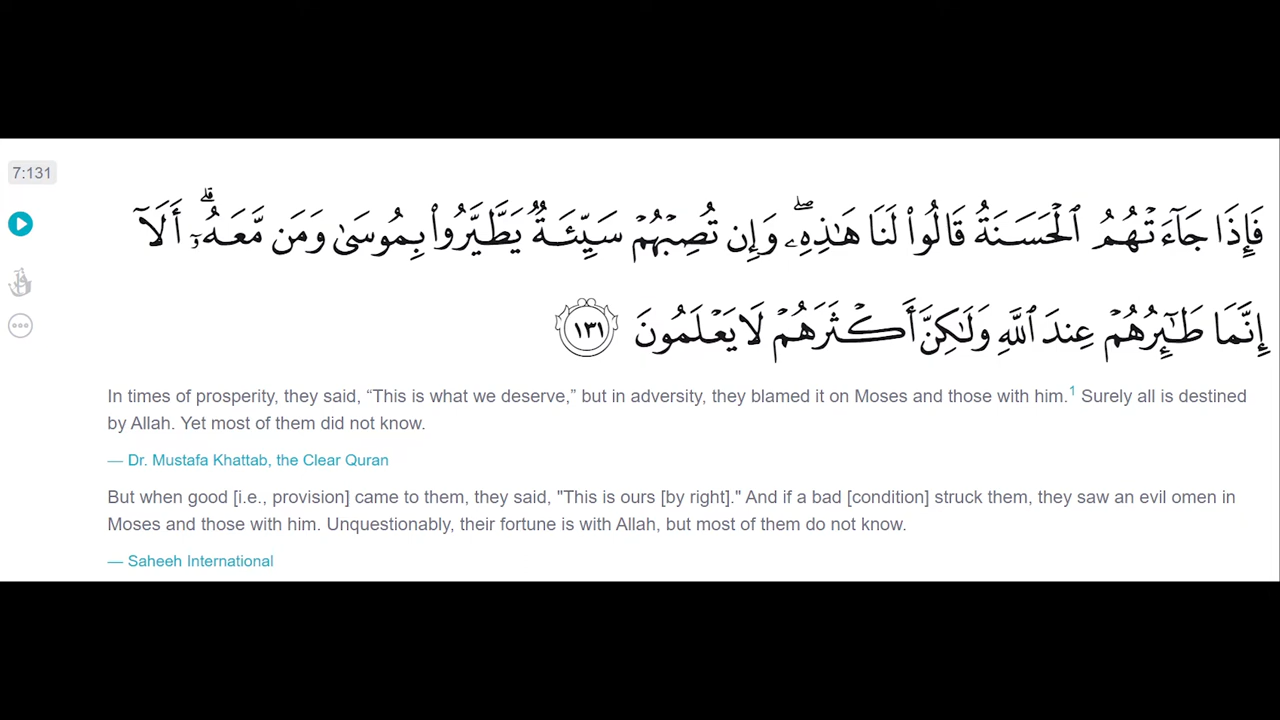 7:131
فَإِذَا جَآءَتْهُمُ ٱلْحَسَنَةُ قَالُوا۟ لَنَا هَـٰذِهِۦ ۖ وَإِن تُصِبْهُمْ سَيِّئَةٌۭ يَطَّيَّرُوا۟ بِمُوسَىٰ وَمَن مَّعَهُۥٓ ۗ أَلَآ
إِنَّمَا طَـٰٓئِرُهُمْ عِندَ ٱللَّهِ وَلَـٰكِنَّ أَكْثَرَهُمْ لَا يَعْلَمُونَ ١٣١
In times of prosperity, they said, “This is what we deserve,” but in adversity, they blamed it on Moses and those with him.1 Surely all is destined
by Allah. Yet most of them did not know.
— Dr. Mustafa Khattab, the Clear Quran
But when good [i.e., provision] came to them, they said, "This is ours [by right]." And if a bad [condition] struck them, they saw an evil omen in
Moses and those with him. Unquestionably, their fortune is with Allah, but most of them do not know.
— Saheeh International